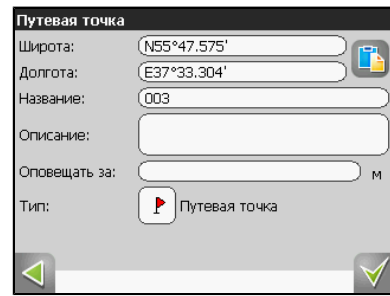 Путевая точка
Широта: N55°47.575'
Долгота: E37°33.304'
Название: 003
Описание:
Оповещать за: м
Тип: Путевая точка